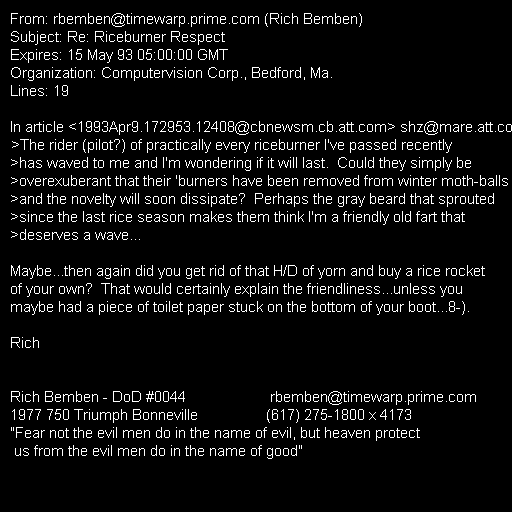 From: rbemben@timewarp.prime.com (Rich Bemben)
Subject: Re: Riceburner Respect
Expires: 15 May 93 05:00:00 GMT
Organization: Computervision Corp., Bedford, Ma.
Lines: 19

In article <1993Apr9.172953.12408@cbnewsm.cb.att.com> shz@mare.att.co
>The rider (pilot?) of practically every riceburner I've passed recently
>has waved to me and I'm wondering if it will last.  Could they simply be
>overexuberant that their 'burners have been removed from winter moth-balls
>and the novelty will soon dissipate?  Perhaps the gray beard that sprouted
>since the last rice season makes them think I'm a friendly old fart that
>deserves a wave...

Maybe...then again did you get rid of that H/D of yorn and buy a rice rocket
of your own?  That would certainly explain the friendliness...unless you
maybe had a piece of toilet paper stuck on the bottom of your boot...8-).

Rich

Rich Bemben - DoD #0044                     rbemben@timewarp.prime.com
1977 750 Triumph Bonneville                 (617) 275-1800 x 4173
"Fear not the evil men do in the name of evil, but heaven protect
 us from the evil men do in the name of good"